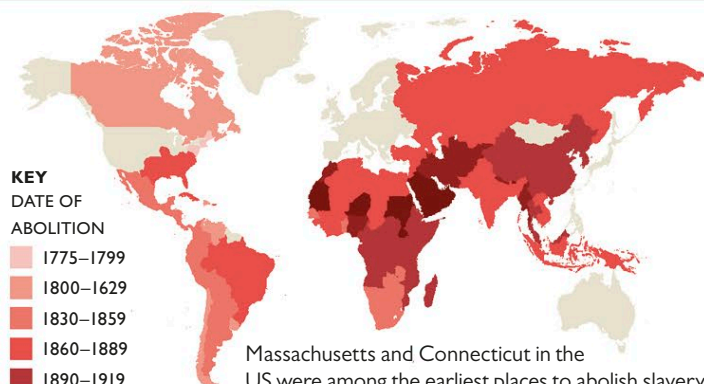 KEY
DATE OF
ABOLITION
1775–1799
1800–1629
1830–1859
1860–1889
1890–1919
Massachusetts and Connecticut in the
US were among the earliest places to abolish slavery